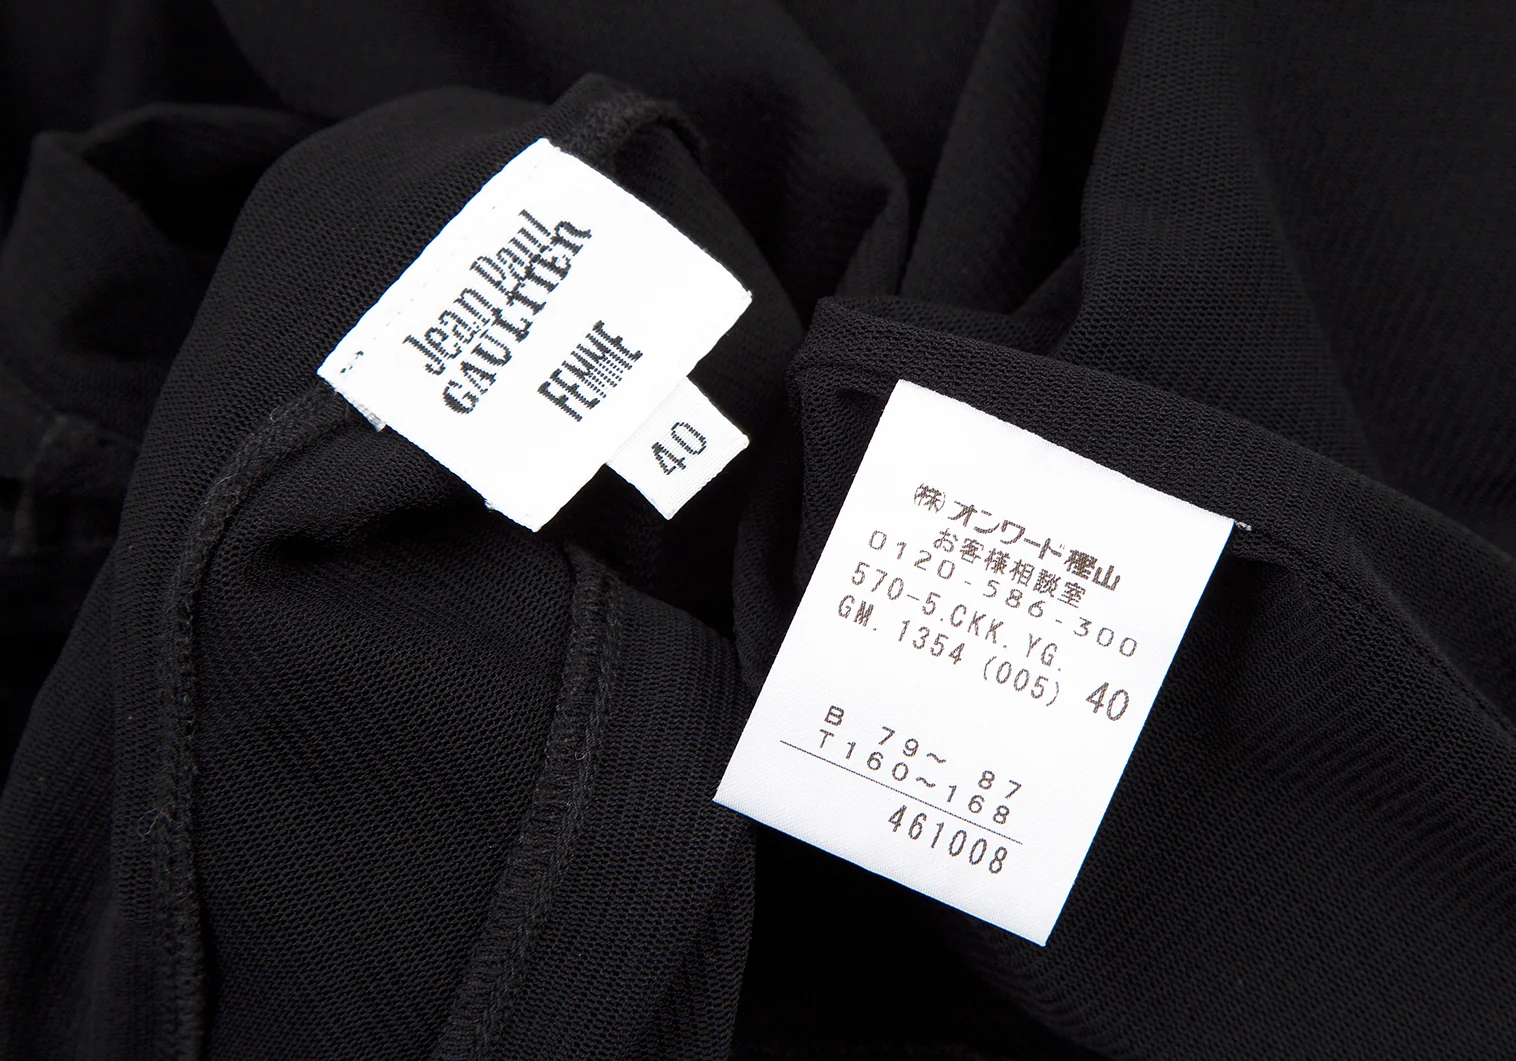 Jean Paul
GAULTIER
FEMME
40
㈱オンワード樫山
お客様相談室
0120-586-300
570-5.CKK.YG.
GM.1354 (005) 40
B 79～ 87
T160～168
461008